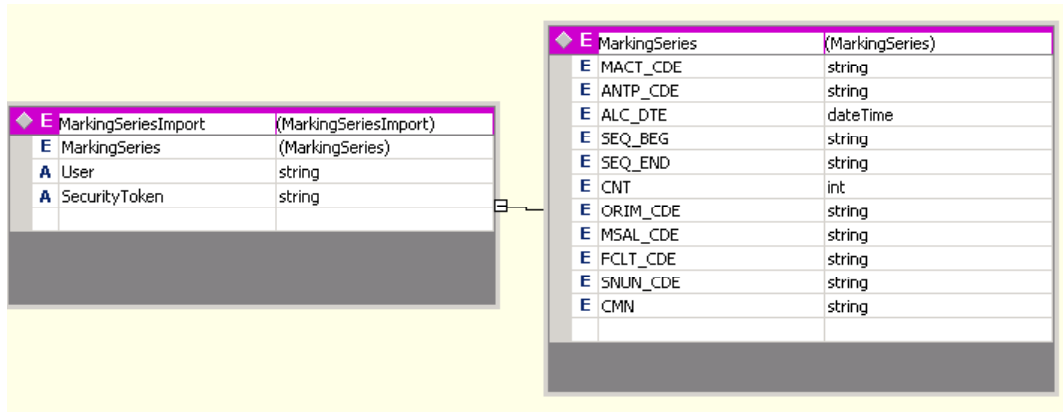 E MarkingSeriesImport (MarkingSeriesImport)
E MarkingSeries (MarkingSeries)
A User string
A SecurityToken string
E MarkingSeries (MarkingSeries)
E MACT_CDE string
E ANTP_CDE string
E ALC_DTE dateTime
E SEQ_BEG string
E SEQ_END string
E CNT int
E ORIM_CDE string
E MSAL_CDE string
E FCLT_CDE string
E SNUN_CDE string
E CMN string